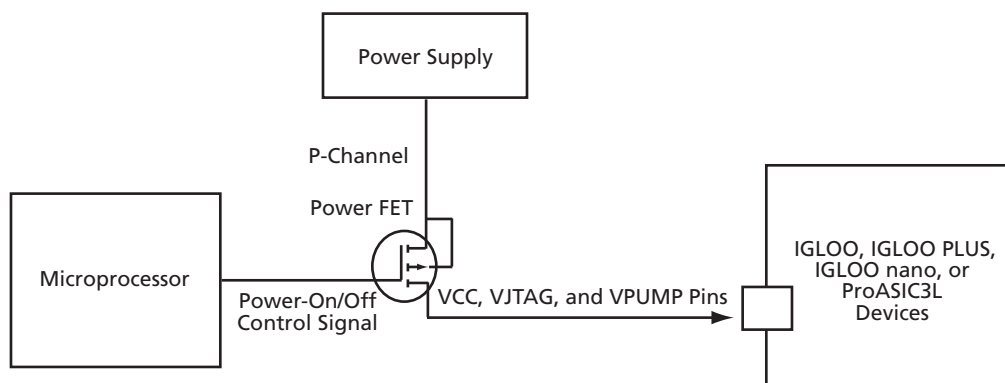 Power Supply
P-Channel
Power FET
Microprocessor
Power-On/Off
Control Signal
VCC, VJTAG, and VPUMP Pins
IGLOO, IGLOO PLUS,
IGLOO nano, or
ProASIC3L
Devices